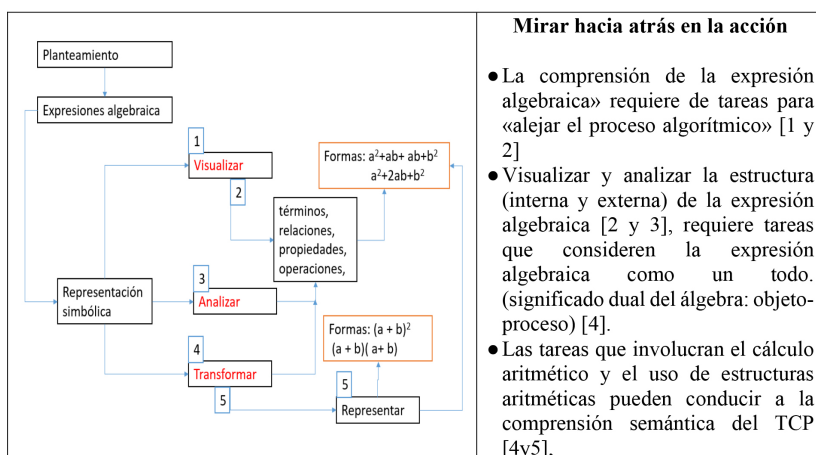 Planteamiento
Expresiones algebraica
1
Visualizar
2
Formas: a²+ab+ ab+b²
a²+2ab+b²
términos,
relaciones,
propiedades,
operaciones,
Representación
simbólica
3
Analizar
4
Transformar
5
Formas: (a + b)²
(a + b)( a+ b)
5
Representar
Mirar hacia atrás en la acción
●La comprensión de la expresión
algebraica» requiere de tareas para
«alejar el proceso algorítmico» [1 y
2]
●Visualizar y analizar la estructura
(interna y externa) de la expresión
algebraica [2 y 3], requiere tareas
que consideren la expresión
algebraica como un todo.
(significado dual del álgebra: objeto-
proceso) [4].
●Las tareas que involucran el cálculo
aritmético y el uso de estructuras
aritméticas pueden conducir a la
comprensión semántica del TCP
[4y5].